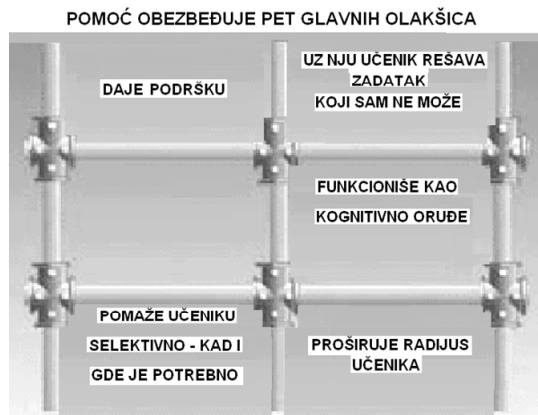 POMOĆ OBEZBEĐUJE PET GLAVNIH OLAKŠICA
DAJE PODRŠKU
UZ NJU UČENIK REŠAVA
ZADATAK
KOJI SAM NE MOŽE
FUNKCIONIŠE KAO
KOGNITIVNO ORUĐE
POMAŽE UČENIKU
SELEKTIVNO - KAD I
GDE JE POTREBNO
PROŠIRUJE RADIJUS
UČENIKA